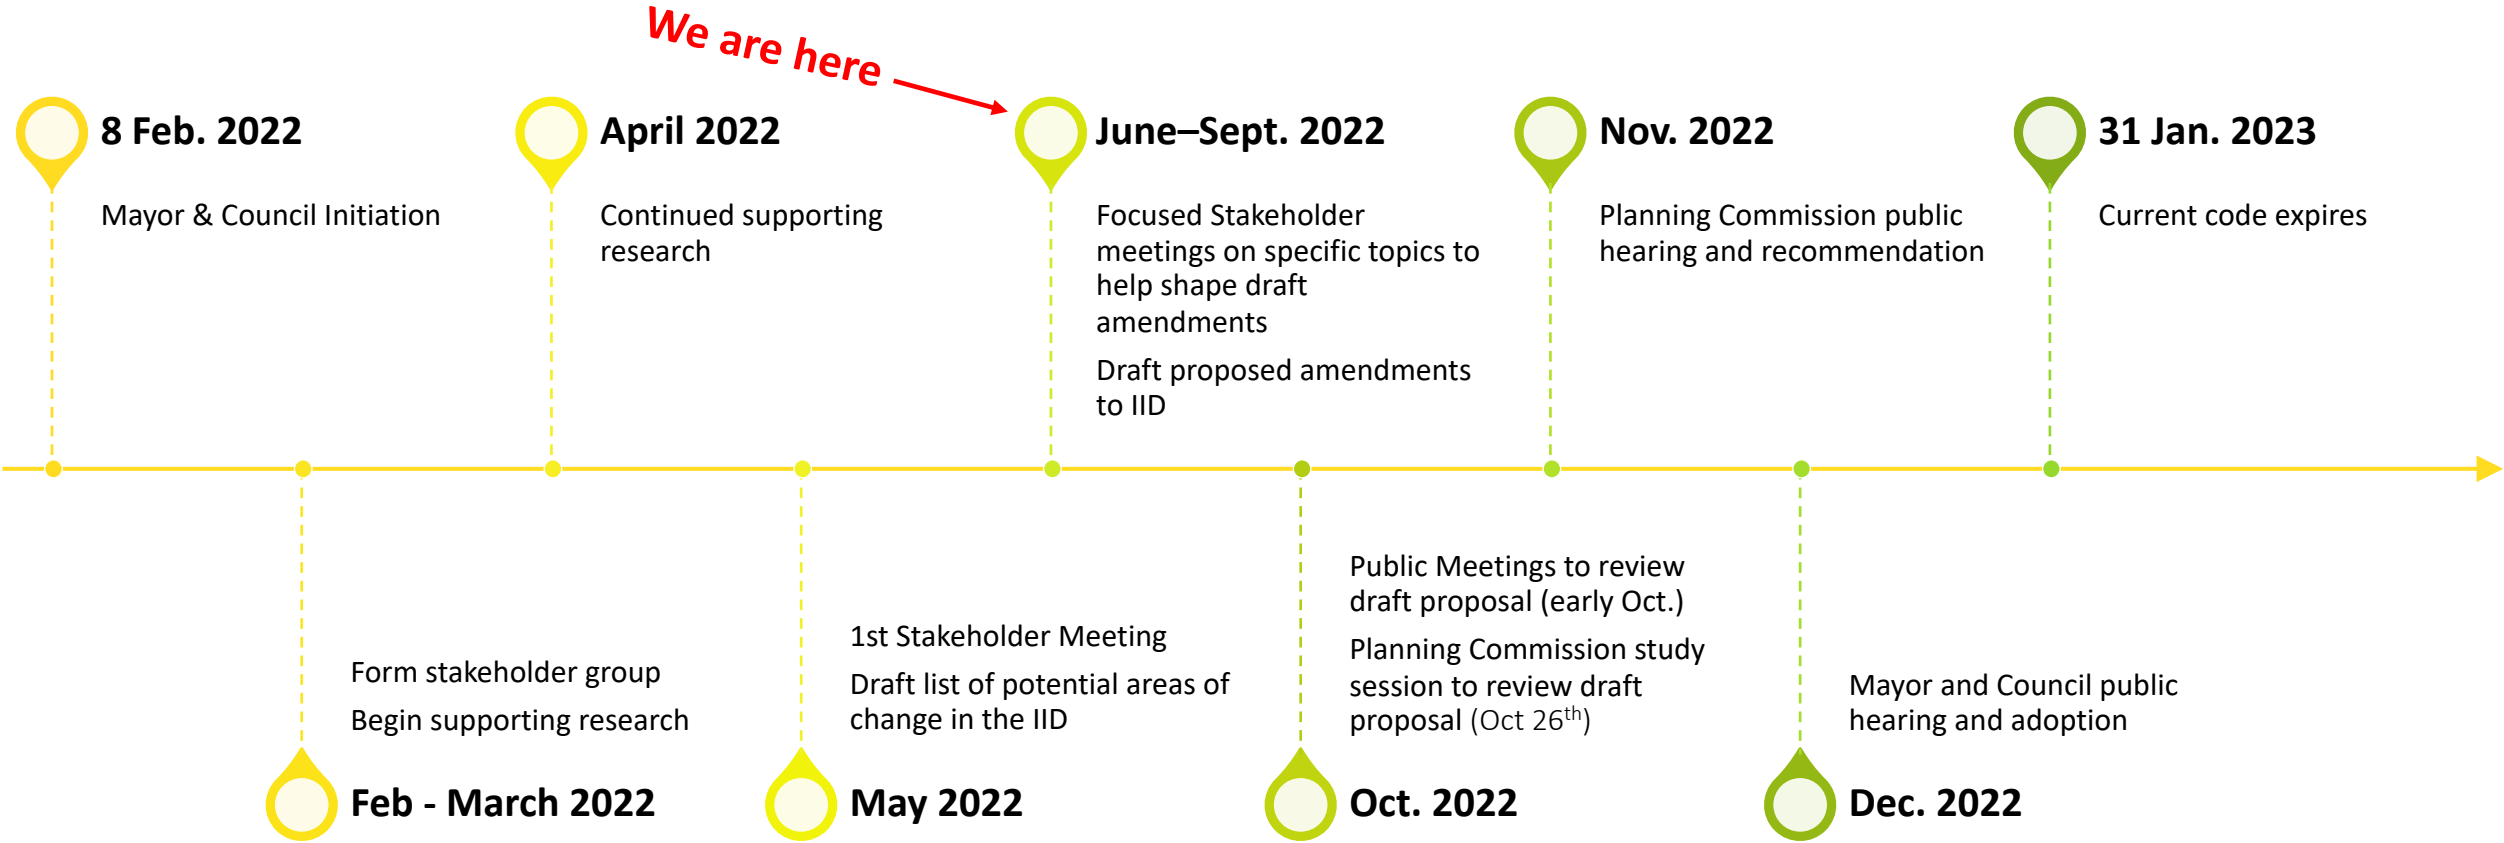 We are here
8 Feb. 2022
Mayor & Council Initiation
Feb - March 2022
Form stakeholder group
Begin supporting research
April 2022
Continued supporting
research
May 2022
1st Stakeholder Meeting
Draft list of potential areas of
change in the IID
June–Sept. 2022
Focused Stakeholder
meetings on specific topics to
help shape draft
amendments
Draft proposed amendments
to IID
Oct. 2022
Public Meetings to review
draft proposal (early Oct.)
Planning Commission study
session to review draft
proposal (Oct 26th)
Nov. 2022
Planning Commission public
hearing and recommendation
Dec. 2022
Mayor and Council public
hearing and adoption
31 Jan. 2023
Current code expires